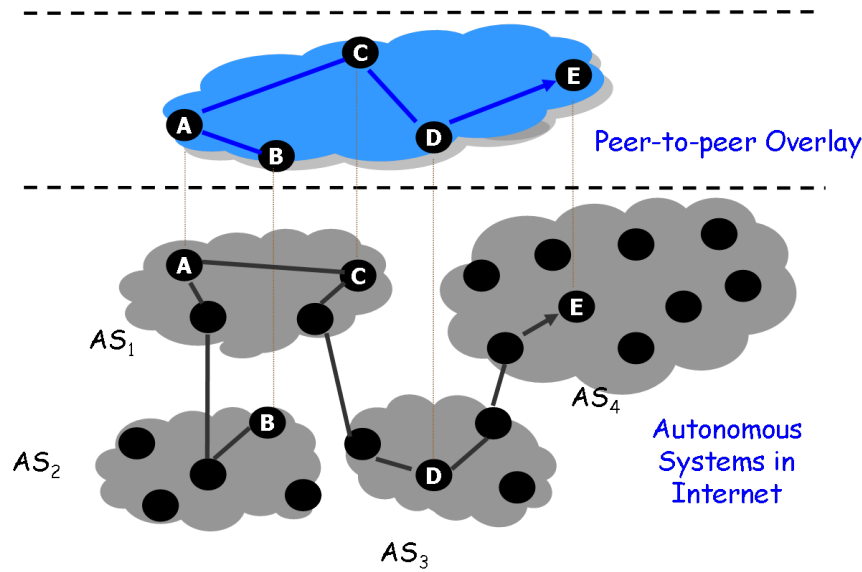 C
E
A
D
B
Peer-to-peer Overlay
A
C
E
AS1
AS4
B
Autonomous
Systems in
Internet
AS2
D
AS3